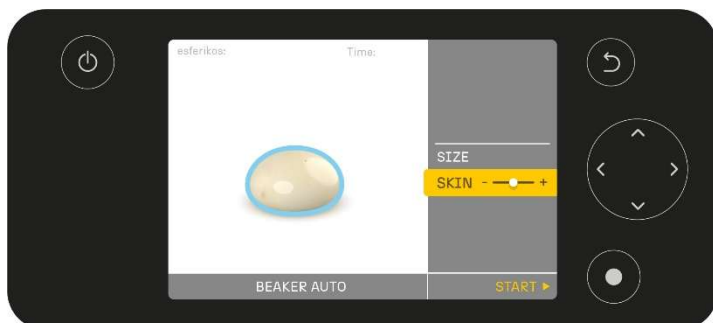 esferikos: Time:
SIZE
SKIN - +
BEAKER AUTO START ▶